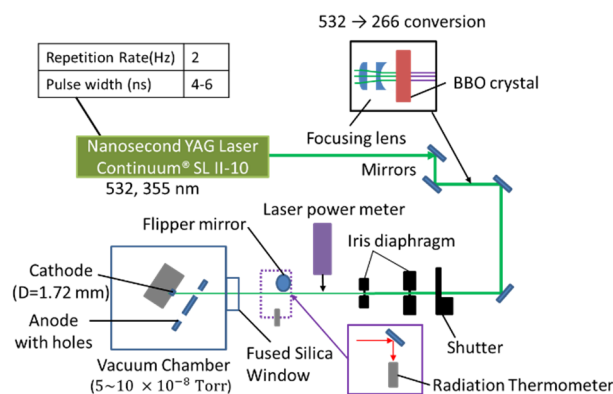 532 → 266 conversion
Repetition Rate(Hz) 2
Pulse width (ns) 4-6
BBO crystal
Focusing lens
Nanosecond YAG Laser
Continuum® SL II-10
532, 355 nm
Mirrors
Laser power meter
Flipper mirror
Iris diaphragm
Cathode
(D=1.72 mm)
Anode
with holes
Shutter
Vacuum Chamber
(5~10 × 10⁻⁸ Torr)
Fused Silica
Window
Radiation Thermometer